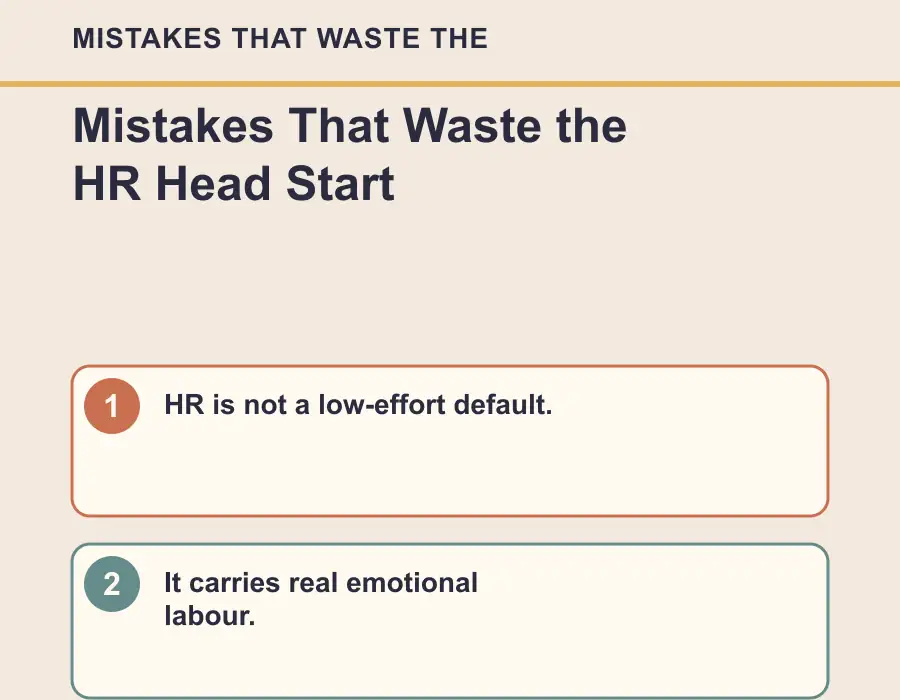 MISTAKES THAT WASTE THE
Mistakes That Waste the
HR Head Start
1
HR is not a low-effort default.
2
It carries real emotional
labour.